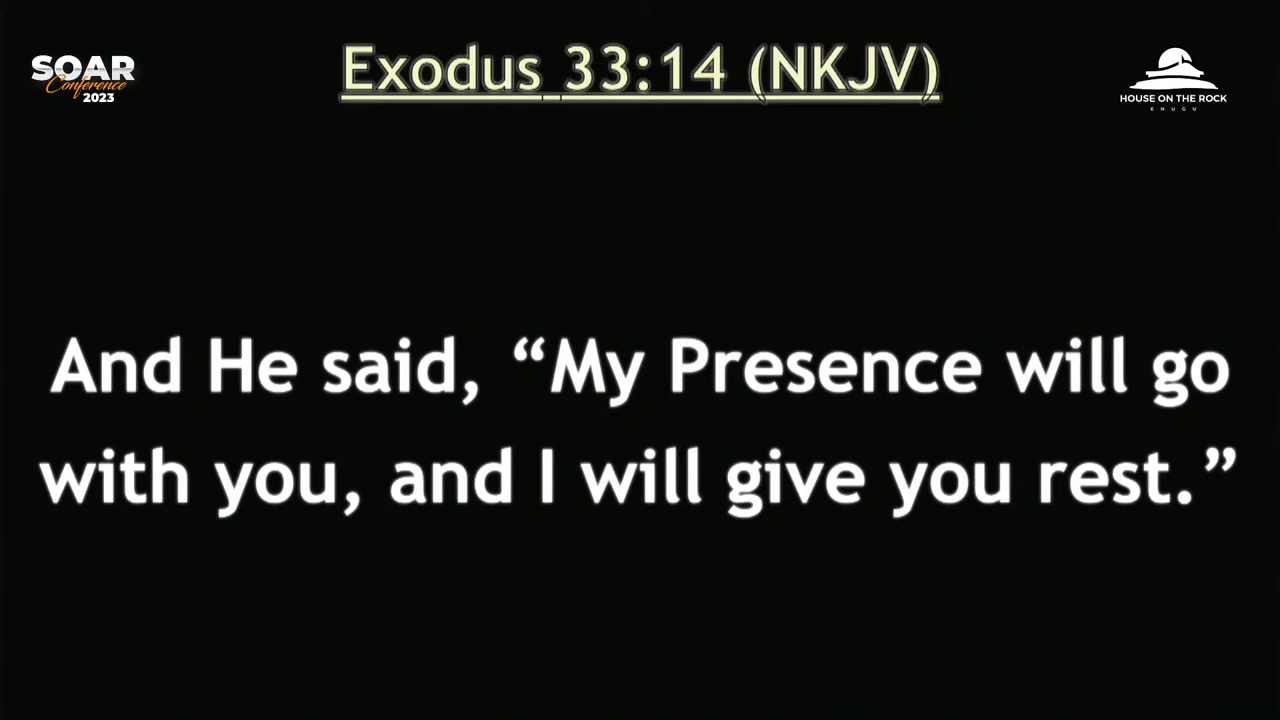 SOAR
Conference
2023
Exodus 33:14 (NKJV)
HOUSE ON THE ROCK
ENUGU
And He said, “My Presence will go
with you, and I will give you rest.”